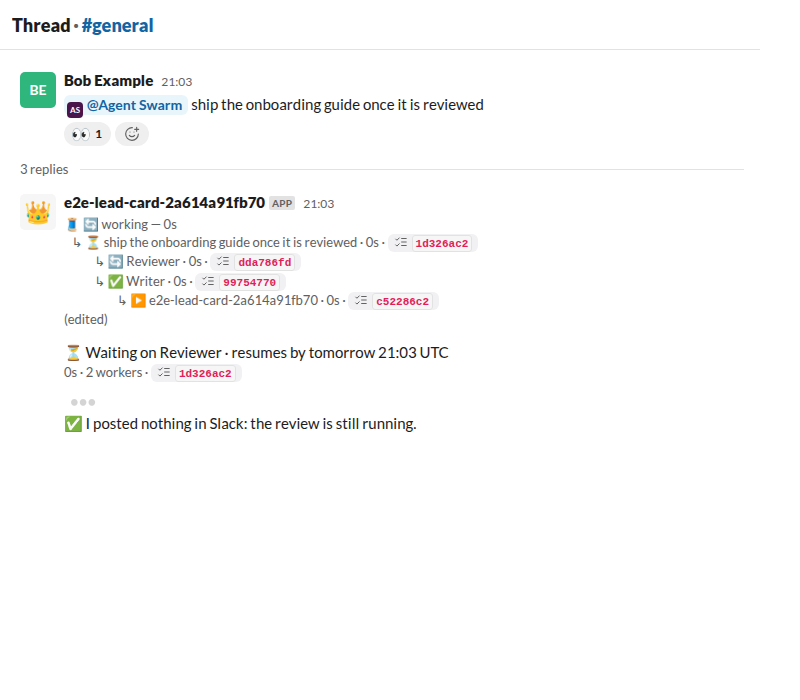 Thread · #general
BE
Bob Example 21:03
AS @Agent Swarm ship the onboarding guide once it is reviewed
👀 1
3 replies
e2e-lead-card-2a614a91fb70 APP 21:03
🧵 🔄 working — 0s
↳ ⏳ ship the onboarding guide once it is reviewed · 0s · 1d326ac2
↳ 🔄 Reviewer · 0s · dda786fd
↳ ✅ Writer · 0s · 99754770
↳ ▶️ e2e-lead-card-2a614a91fb70 · 0s · c52286c2
(edited)
⏳ Waiting on Reviewer · resumes by tomorrow 21:03 UTC
0s · 2 workers · 1d326ac2
✅ I posted nothing in Slack: the review is still running.